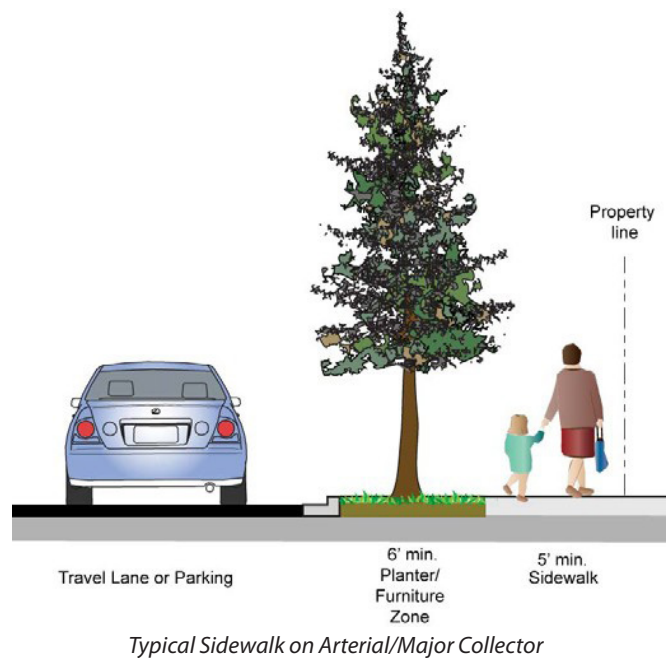 Property
line
Travel Lane or Parking
6’ min.
Planter/
Furniture
Zone
5’ min.
Sidewalk
Typical Sidewalk on Arterial/Major Collector